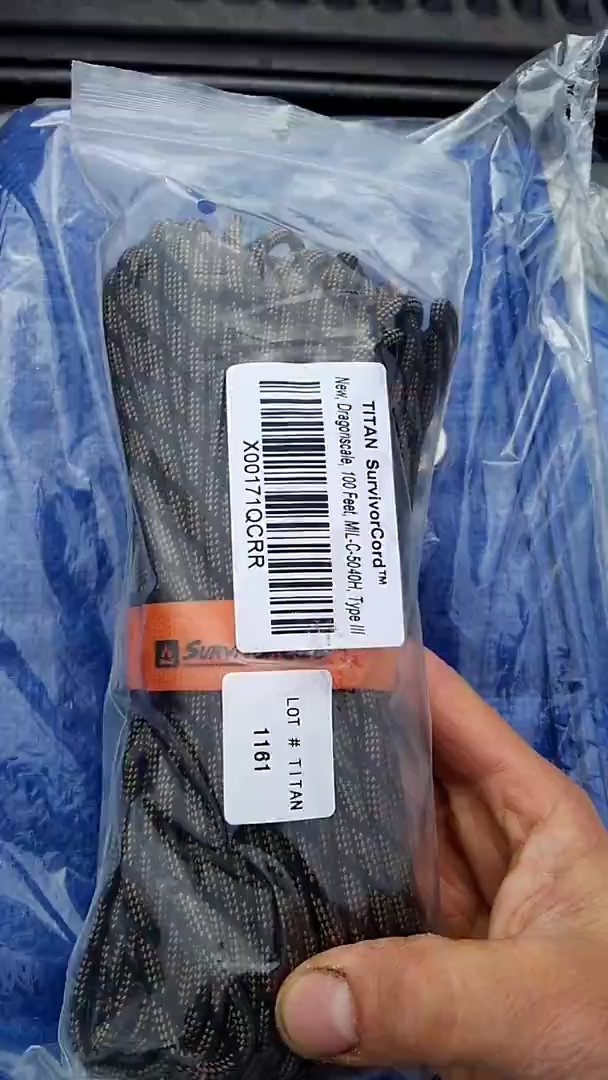 TITAN SurvivorCord™
New, Dragonscale, 100 Feet, MIL-C-5040H, Type III
X00171QCRR
LOT # TITAN
1161